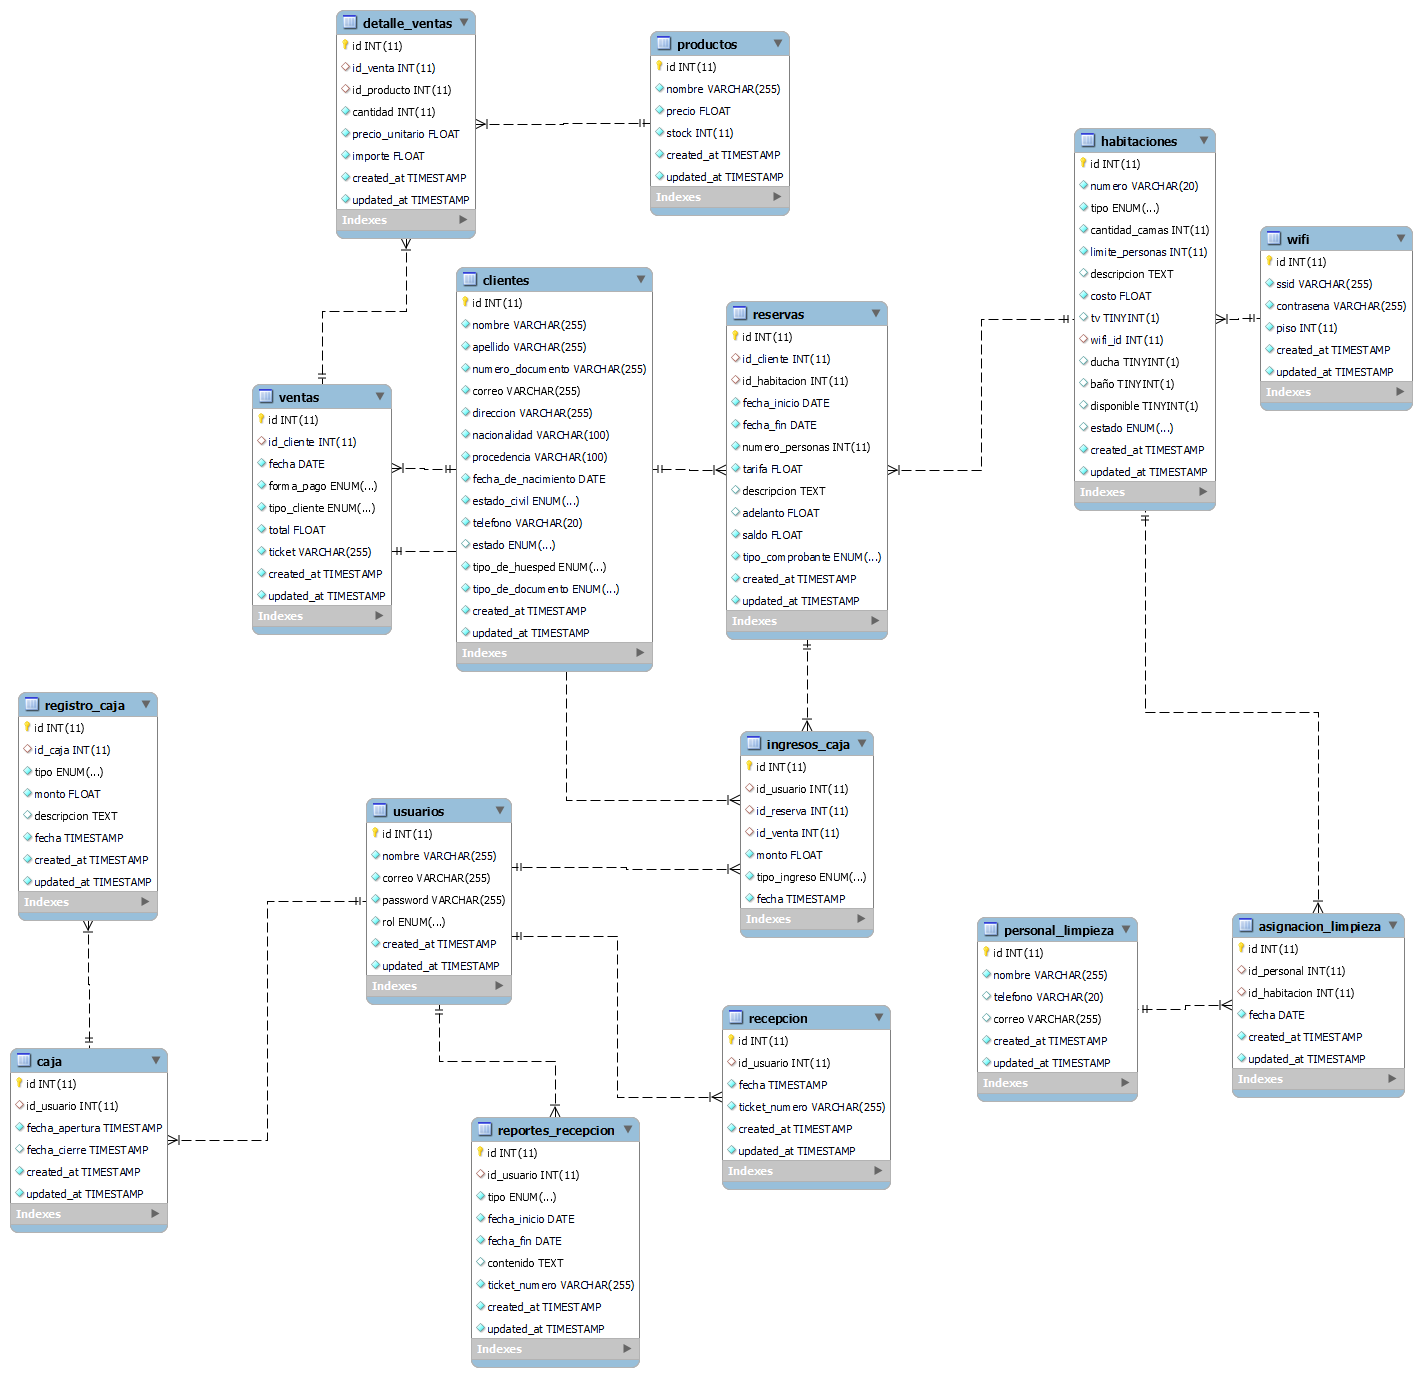 detalle_ventas
id INT(11)
id_venta INT(11)
id_producto INT(11)
cantidad INT(11)
precio_unitario FLOAT
importe FLOAT
created_at TIMESTAMP
updated_at TIMESTAMP
Indexes
productos
id INT(11)
nombre VARCHAR(255)
precio FLOAT
stock INT(11)
created_at TIMESTAMP
updated_at TIMESTAMP
Indexes
habitaciones
id INT(11)
numero VARCHAR(20)
tipo ENUM(...)
cantidad_camas INT(11)
limite_personas INT(11)
descripcion TEXT
costo FLOAT
tv TINYINT(1)
wifi_id INT(11)
ducha TINYINT(1)
baño TINYINT(1)
disponible TINYINT(1)
estado ENUM(...)
created_at TIMESTAMP
updated_at TIMESTAMP
Indexes
wifi
id INT(11)
ssid VARCHAR(255)
contrasena VARCHAR(255)
piso INT(11)
created_at TIMESTAMP
updated_at TIMESTAMP
Indexes
clientes
id INT(11)
nombre VARCHAR(255)
apellido VARCHAR(255)
numero_documento VARCHAR(255)
correo VARCHAR(255)
direccion VARCHAR(255)
nacionalidad VARCHAR(100)
procedencia VARCHAR(100)
fecha_de_nacimiento DATE
estado_civil ENUM(...)
telefono VARCHAR(20)
estado ENUM(...)
tipo_de_huesped ENUM(...)
tipo_de_documento ENUM(...)
created_at TIMESTAMP
updated_at TIMESTAMP
Indexes
reservas
id INT(11)
id_cliente INT(11)
id_habitacion INT(11)
fecha_inicio DATE
fecha_fin DATE
numero_personas INT(11)
tarifa FLOAT
descripcion TEXT
adelanto FLOAT
saldo FLOAT
tipo_comprobante ENUM(...)
created_at TIMESTAMP
updated_at TIMESTAMP
Indexes
ventas
id INT(11)
id_cliente INT(11)
fecha DATE
forma_pago ENUM(...)
tipo_cliente ENUM(...)
total FLOAT
ticket VARCHAR(255)
created_at TIMESTAMP
updated_at TIMESTAMP
Indexes
registro_caja
id INT(11)
id_caja INT(11)
tipo ENUM(...)
monto FLOAT
descripcion TEXT
fecha TIMESTAMP
created_at TIMESTAMP
updated_at TIMESTAMP
Indexes
ingresos_caja
id INT(11)
id_usuario INT(11)
id_reserva INT(11)
id_venta INT(11)
monto FLOAT
tipo_ingreso ENUM(...)
fecha TIMESTAMP
Indexes
usuarios
id INT(11)
nombre VARCHAR(255)
correo VARCHAR(255)
password VARCHAR(255)
rol ENUM(...)
created_at TIMESTAMP
updated_at TIMESTAMP
Indexes
personal_limpieza
id INT(11)
nombre VARCHAR(255)
telefono VARCHAR(20)
correo VARCHAR(255)
created_at TIMESTAMP
updated_at TIMESTAMP
Indexes
asignacion_limpieza
id INT(11)
id_personal INT(11)
id_habitacion INT(11)
fecha DATE
created_at TIMESTAMP
updated_at TIMESTAMP
Indexes
recepcion
id INT(11)
id_usuario INT(11)
fecha TIMESTAMP
ticket_numero VARCHAR(255)
created_at TIMESTAMP
updated_at TIMESTAMP
Indexes
caja
id INT(11)
id_usuario INT(11)
fecha_apertura TIMESTAMP
fecha_cierre TIMESTAMP
created_at TIMESTAMP
updated_at TIMESTAMP
Indexes
reportes_recepcion
id INT(11)
id_usuario INT(11)
tipo ENUM(...)
fecha_inicio DATE
fecha_fin DATE
contenido TEXT
ticket_numero VARCHAR(255)
created_at TIMESTAMP
updated_at TIMESTAMP
Indexes